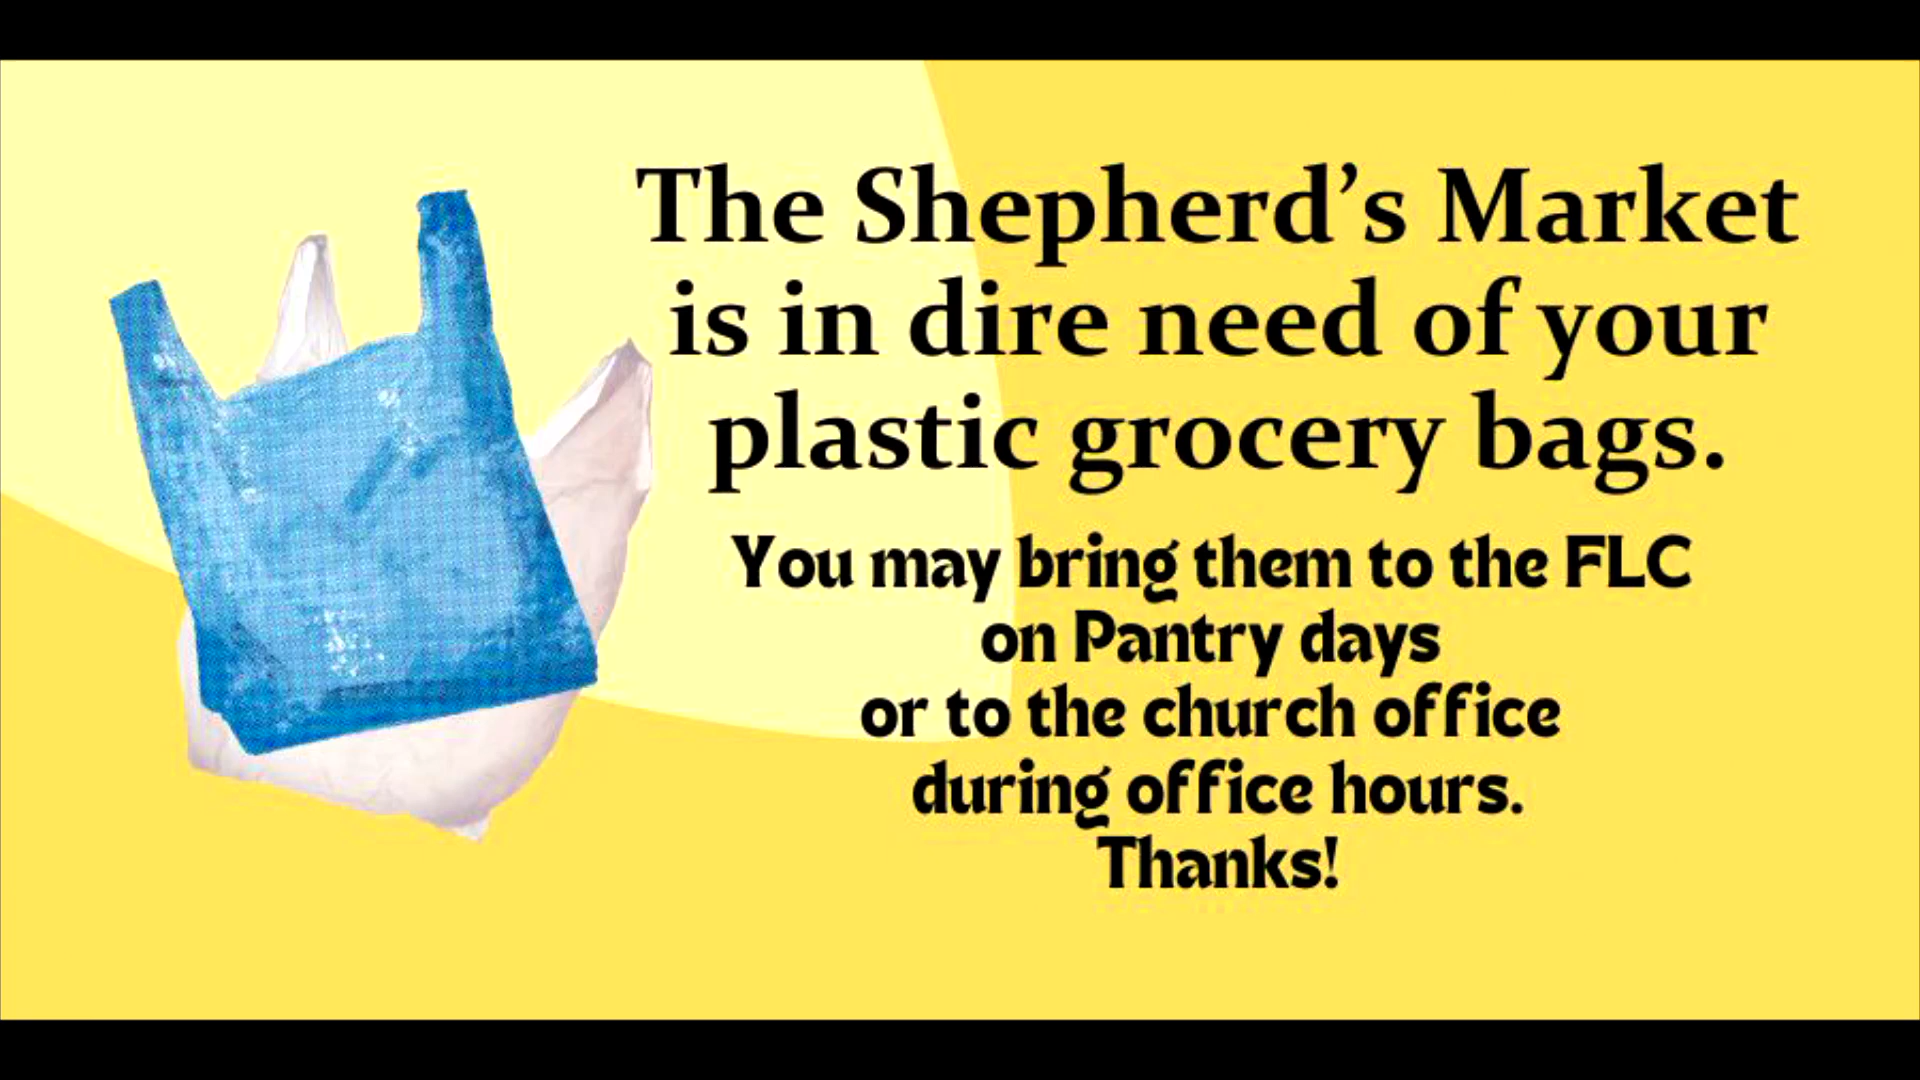 The Shepherd’s Market
is in dire need of your
plastic grocery bags.
You may bring them to the FLC
on Pantry days
or to the church office
during office hours.
Thanks!